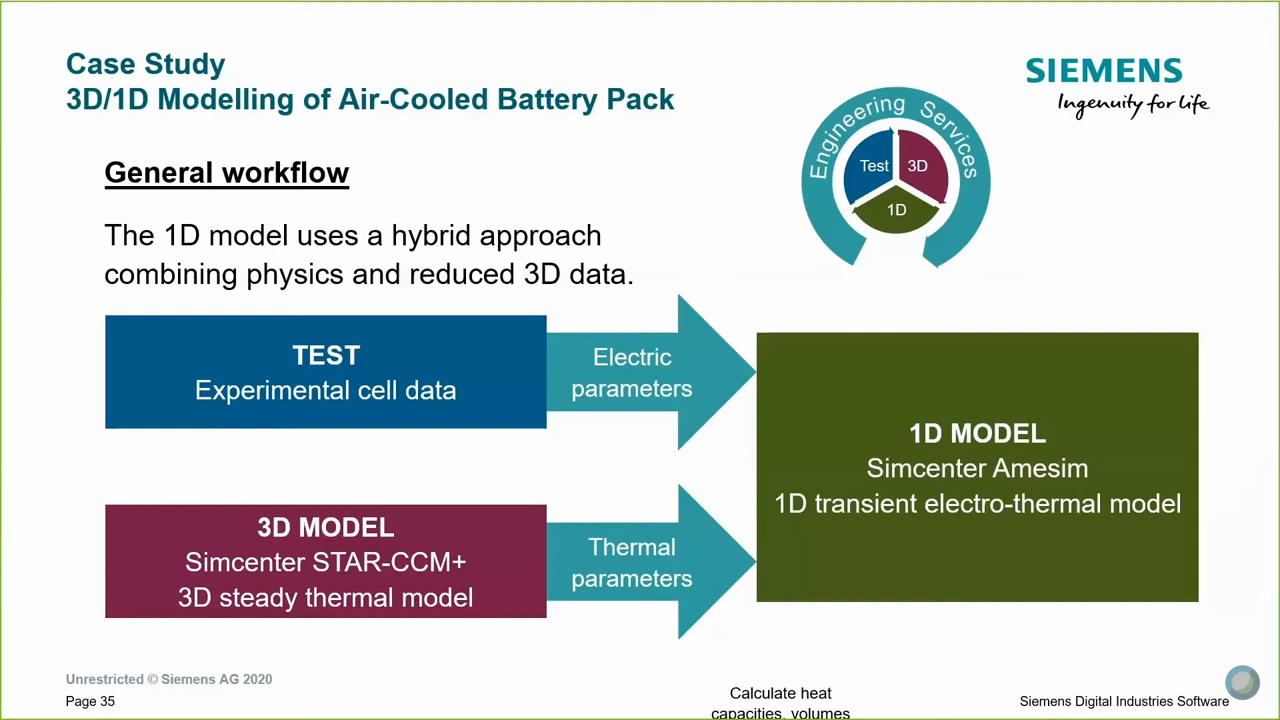 Case Study
3D/1D Modelling of Air-Cooled Battery Pack
SIEMENS
Ingenuity for life
Engineering Services
Test
3D
1D
General workflow
The 1D model uses a hybrid approach
combining physics and reduced 3D data.
TEST
Experimental cell data
Electric
parameters
3D MODEL
Simcenter STAR-CCM+
3D steady thermal model
Thermal
parameters
1D MODEL
Simcenter Amesim
1D transient electro-thermal model
Unrestricted © Siemens AG 2020
Page 35
Calculate heat
capacities, volumes
Siemens Digital Industries Software